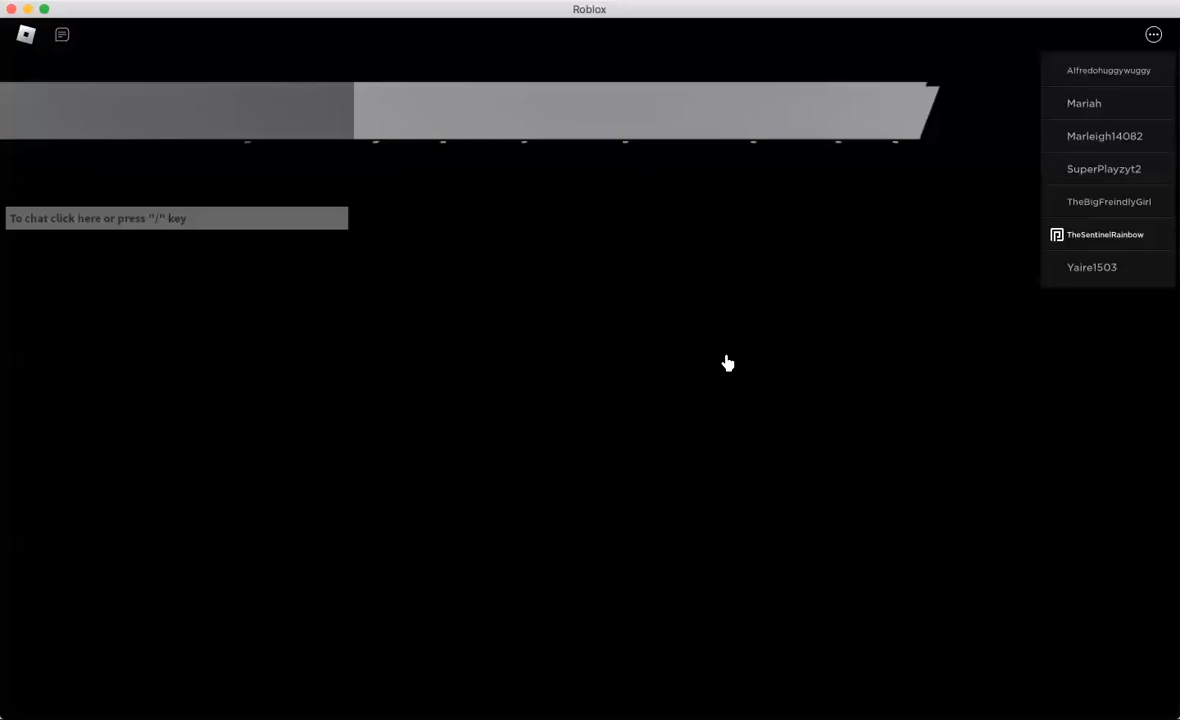 Roblox
Alfredohuggywuggy
Mariah
Marleigh14082
SuperPlayzyt2
TheBigFreindlyGirl
TheSentinelRainbow
Yaire1503
To chat click here or press "/" key